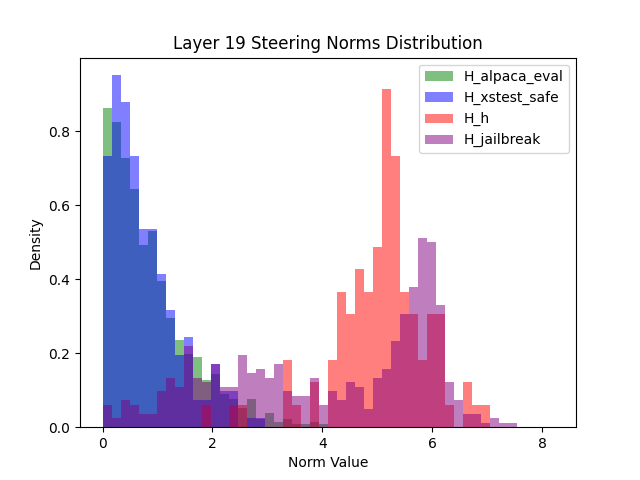 Layer 19 Steering Norms Distribution
H_alpaca_eval
H_xstest_safe
H_h
H_jailbreak
Density
0.8
0.6
0.4
0.2
0.0
0 2 4 6 8
Norm Value